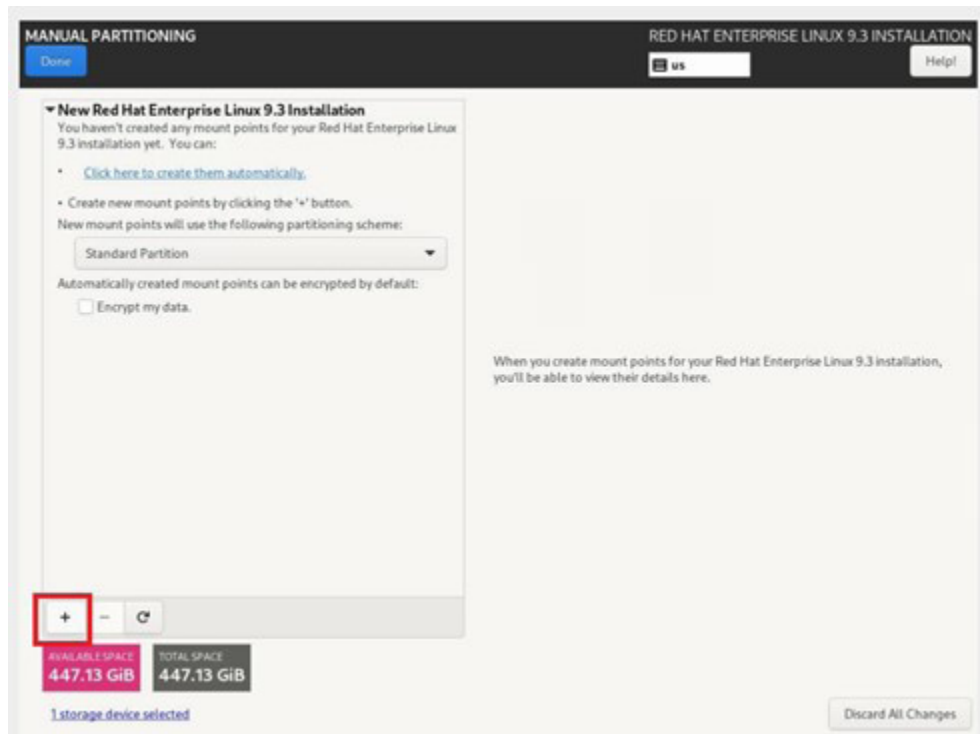 MANUAL PARTITIONING
RED HAT ENTERPRISE LINUX 9.3 INSTALLATION
Done
us
Help!
New Red Hat Enterprise Linux 9.3 Installation
You haven't created any mount points for your Red Hat Enterprise Linux
9.3 installation yet. You can:
• Click here to create them automatically.
• Create new mount points by clicking the '+' button.
New mount points will use the following partitioning scheme:
Standard Partition
Automatically created mount points can be encrypted by default:
Encrypt my data.
When you create mount points for your Red Hat Enterprise Linux 9.3 installation,
you'll be able to view their details here.
+ −
AVAILABLE SPACE
447.13 GiB
TOTAL SPACE
447.13 GiB
1 storage device selected
Discard All Changes